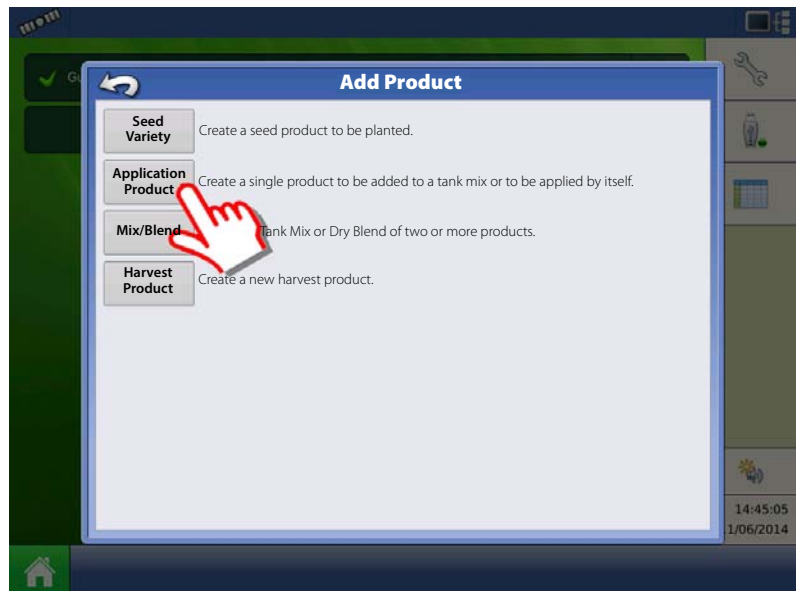 Add Product
Seed
Variety
Create a seed product to be planted.
Application
Product
Create a single product to be added to a tank mix or to be applied by itself.
Mix/Blend
Tank Mix or Dry Blend of two or more products.
Harvest
Product
Create a new harvest product.
14:45:05
1/06/2014